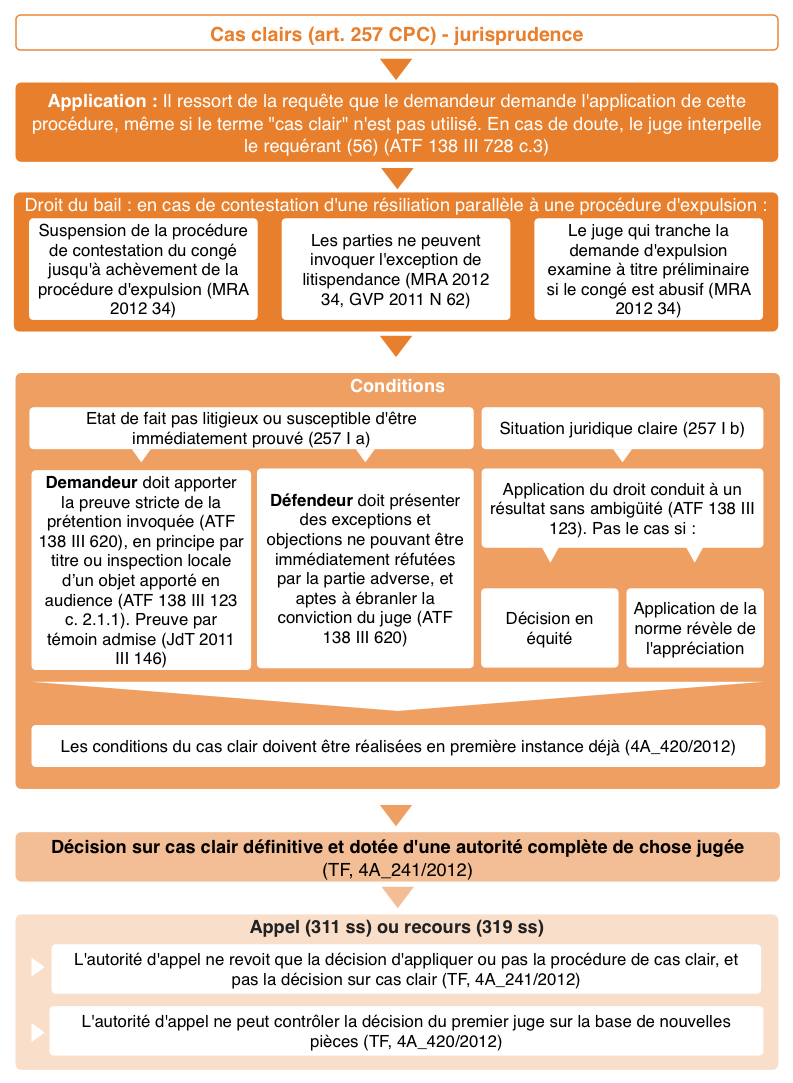 Cas clairs (art. 257 CPC) - jurisprudence
Application : Il ressort de la requête que le demandeur demande l'application de cette
procédure, même si le terme "cas clair" n'est pas utilisé. En cas de doute, le juge interpelle
le requérant (56) (ATF 138 III 728 c.3)
Droit du bail : en cas de contestation d'une résiliation parallèle à une procédure d'expulsion :
Suspension de la procédure
de contestation du congé
jusqu'à achèvement de la
procédure d'expulsion (MRA
2012 34)
Les parties ne peuvent
invoquer l'exception de
litispendance (MRA 2012
34, GVP 2011 N 62)
Le juge qui tranche la
demande d'expulsion
examine à titre préliminaire
si le congé est abusif (MRA
2012 34)
Conditions
Etat de fait pas litigieux ou susceptible d'être
immédiatement prouvé (257 I a)
Demandeur doit apporter
la preuve stricte de la
prétention invoquée (ATF
138 III 620), en principe par
titre ou inspection locale
d'un objet apporté en
audience (ATF 138 III 123
c. 2.1.1). Preuve par
témoin admise (JdT 2011
III 146)
Défendeur doit présenter
des exceptions et
objections ne pouvant être
immédiatement réfutées
par la partie adverse, et
aptes à ébranler la
conviction du juge (ATF
138 III 620)
Situation juridique claire (257 I b)
Application du droit conduit à un
résultat sans ambigüité (ATF 138 III
123). Pas le cas si :
Décision en
équité
Application de la
norme révèle de
l'appréciation
Les conditions du cas clair doivent être réalisées en première instance déjà (4A_420/2012)
Décision sur cas clair définitive et dotée d'une autorité complète de chose jugée
(TF, 4A_241/2012)
Appel (311 ss) ou recours (319 ss)
L'autorité d'appel ne revoit que la décision d'appliquer ou pas la procédure de cas clair, et
pas la décision sur cas clair (TF, 4A_241/2012)
L'autorité d'appel ne peut contrôler la décision du premier juge sur la base de nouvelles
pièces (TF, 4A_420/2012)